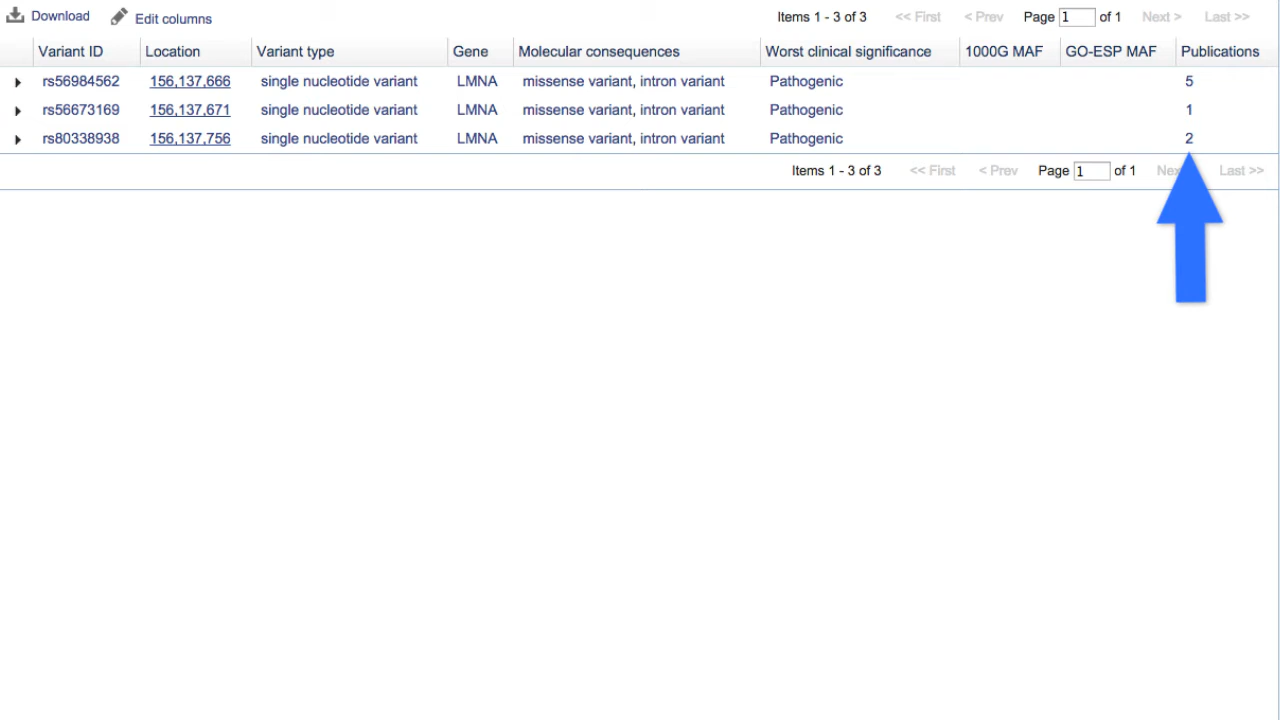 Download Edit columns Items 1 - 3 of 3 << First < Prev Page 1 of 1 Next > Last >>
Variant ID Location Variant type Gene Molecular consequences Worst clinical significance 1000G MAF GO-ESP MAF Publications
rs56984562 156,137,666 single nucleotide variant LMNA missense variant, intron variant Pathogenic 5
rs56673169 156,137,671 single nucleotide variant LMNA missense variant, intron variant Pathogenic 1
rs80338938 156,137,756 single nucleotide variant LMNA missense variant, intron variant Pathogenic 2
Items 1 - 3 of 3 << First < Prev Page 1 of 1 Last >>